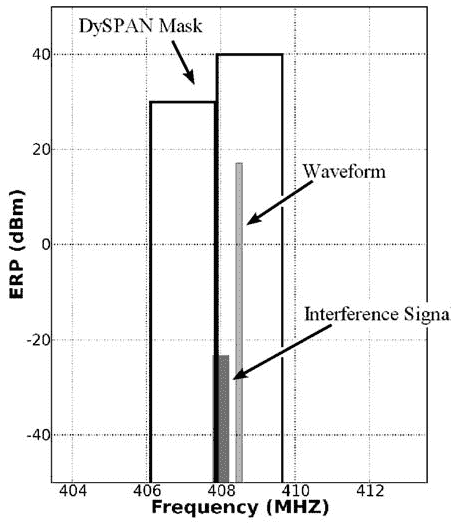 DySPAN Mask
40
20
Waveform
0
ERP (dBm)
Interference Signal
-20
-40
404 406 408 410 412
Frequency (MHZ)